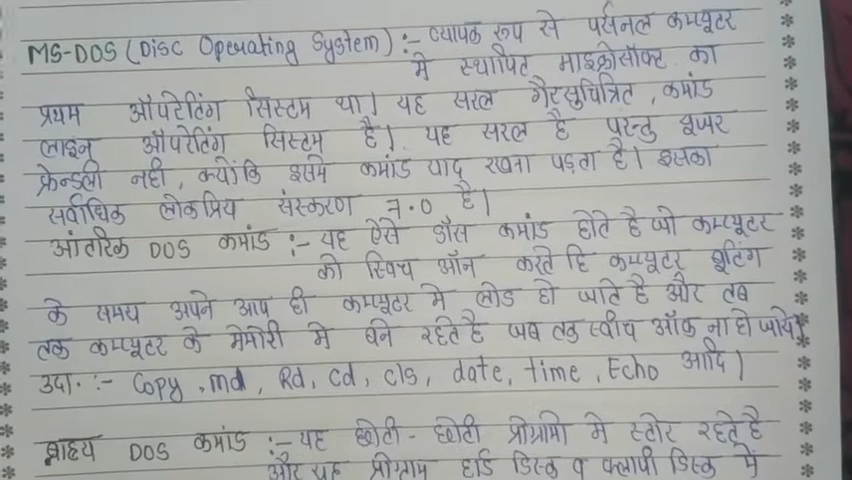 MS-DOS (Disc Operating System) :- व्यापक रूप से पर्सनल कम्प्यूटर
में स्थापित माइक्रोसॉफ्ट का
प्रथम ऑपरेटिंग सिस्टम था। यह सरल गैरसुचित्रित, कमांड
लाइन ऑपरेटिंग सिस्टम है। यह सरल है परन्तु इजर
फ्रेन्डली नही, क्योंकि इसमे कमांड याद रखना पड़ता है। इसका
सर्वाधिक लोकप्रिय संस्करण 7.0 है।
आंतरिक DOS कमांड :- यह ऐसे डॉस कमांड होते है जो कम्प्यूटर
को स्विच ऑन करते हि कम्प्यूटर बूटिंग
के समय अपने आप ही कम्प्यूटर मे लोड हो जाते है और तब
तक कम्प्यूटर के मेमोरी मे बने रहते है जब तक स्वीच ऑफ ना हो जाये।
उदा. :- Copy, md, Rd, cd, cls, date, time, Echo आदि।
बाह्य DOS कमांड :- यह छोटी - छोटी प्रोग्रामो मे स्टोर रहते है
और यह प्रोग्राम हार्ड डिस्क व फ्लापी डिस्क में